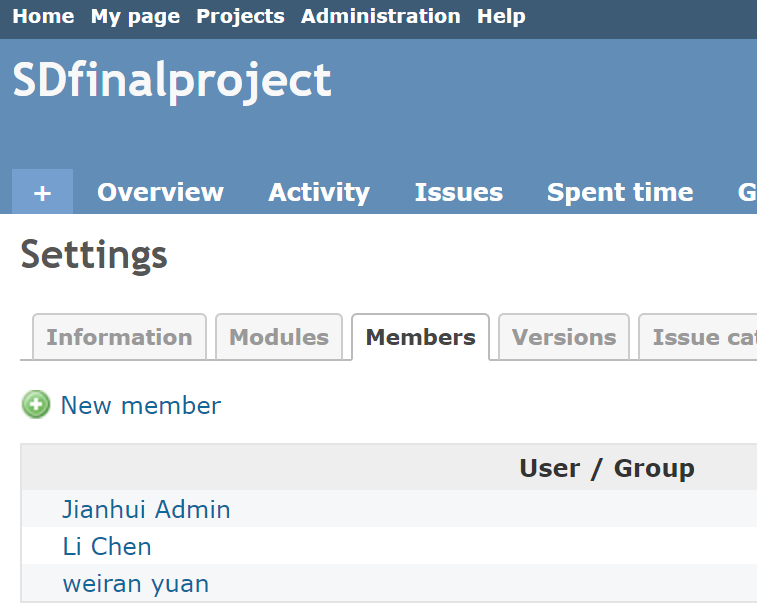 Home My page Projects Administration Help
SDfinalproject
+ Overview Activity Issues Spent time G
Settings
Information Modules Members Versions Issue cat
New member
User / Group
Jianhui Admin
Li Chen
weiran yuan